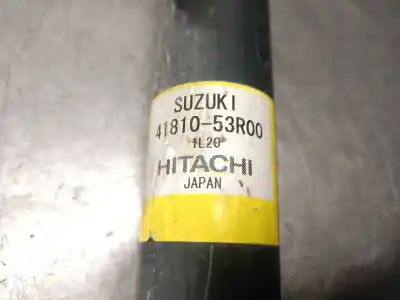 SUZUKI
41810-53R00
1L20
HITACHI
JAPAN